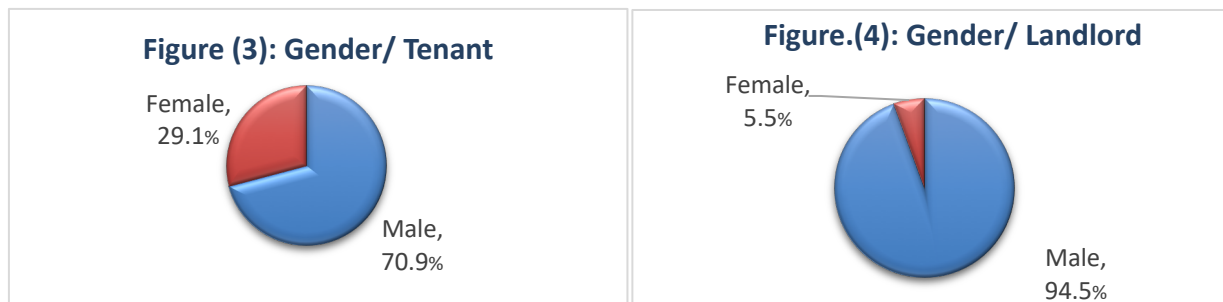 Figure (3): Gender/ Tenant
Female,
29.1%
Male,
70.9%
Figure.(4): Gender/ Landlord
Female,
5.5%
Male,
94.5%